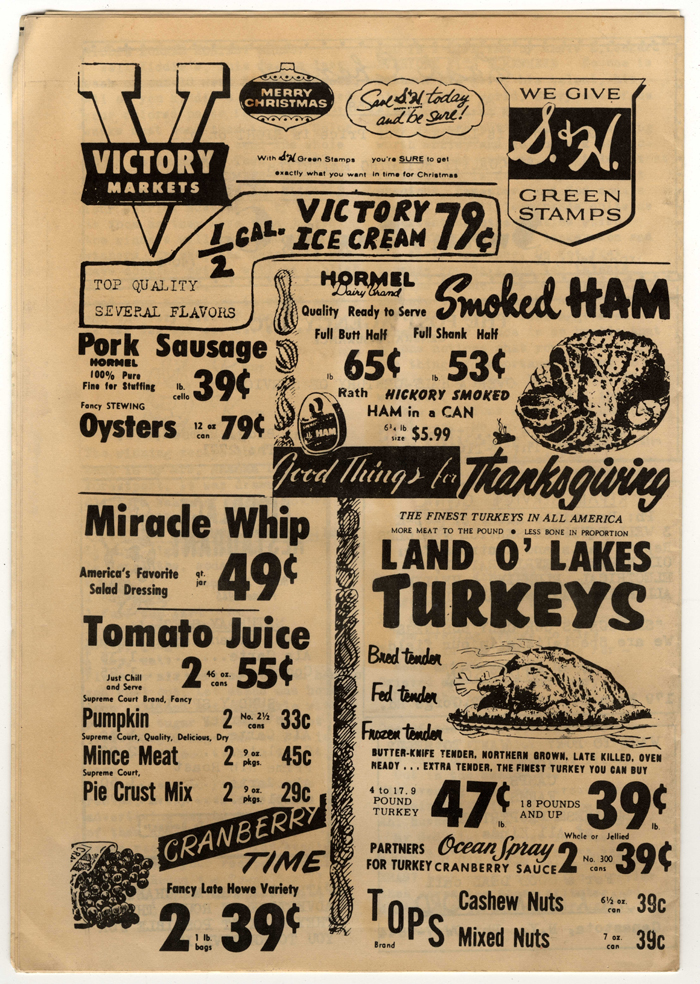 V
VICTORY
MARKETS
MERRY
CHRISTMAS
Save S&H today
and be sure!
With S&H Green Stamps you're SURE to get
exactly what you want in time for Christmas
WE GIVE
S.&H.
GREEN
STAMPS
1/2 GAL. VICTORY
ICE CREAM 79¢
TOP QUALITY
SEVERAL FLAVORS
Pork Sausage
HORMEL
100% Pure
Fine for Stuffing lb. cello 39¢
Fancy STEWING
Oysters 12 oz can 79¢
HORMEL
Dairy Brand
Smoked HAM
Quality Ready to Serve
Full Butt Half Full Shank Half
lb 65¢ lb. 53¢
Rath HICKORY SMOKED
HAM in a CAN
6¾ lb size $5.99
HAM
Good Things for Thanksgiving
Miracle Whip
America's Favorite
Salad Dressing qt. jar 49¢
Tomato Juice
Just Chill and Serve 2 46 oz. cans 55¢
Supreme Court Brand, Fancy
Pumpkin 2 No. 2½ cans 33c
Supreme Court, Quality, Delicious, Dry
Mince Meat 2 9 oz. pkgs. 45c
Supreme Court,
Pie Crust Mix 2 9 oz. pkgs. 29c
CRANBERRY
TIME
Fancy Late Howe Variety
2 1 lb. bags 39¢
THE FINEST TURKEYS IN ALL AMERICA
MORE MEAT TO THE POUND ● LESS BONE IN PROPORTION
LAND O' LAKES
TURKEYS
Bred tender
Fed tender
Frozen tender
BUTTER-KNIFE TENDER. NORTHERN GROWN. LATE KILLED. OVEN
READY . . . EXTRA TENDER. THE FINEST TURKEY YOU CAN BUY
4 to 17.9
POUND
TURKEY 47¢ lb
18 POUNDS
AND UP 39¢ lb.
Whole or Jellied
PARTNERS
FOR TURKEY
Ocean Spray
CRANBERRY SAUCE 2 No. 300 cans 39¢
TOPS
Brand
Cashew Nuts 6½ oz. can 39c
Mixed Nuts 7 oz. can 39c